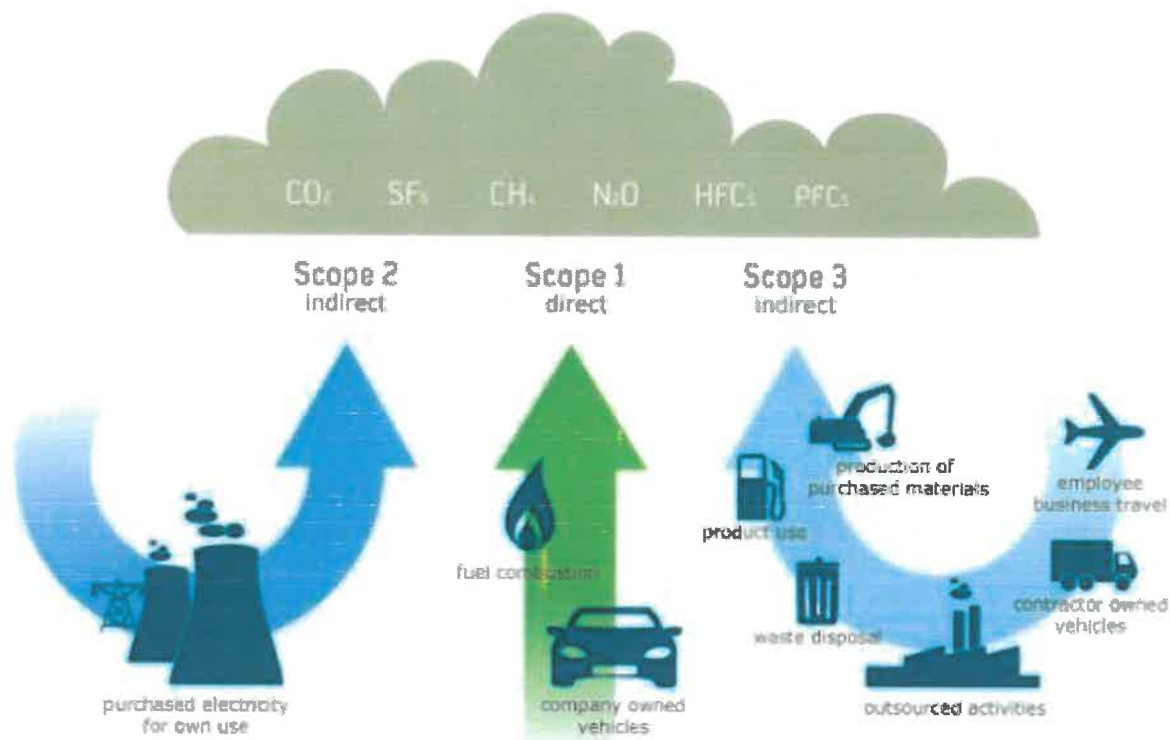 CO₂ SF₆ CH₄ N₂O HFCs PFCs
Scope 2
indirect
Scope 1
direct
Scope 3
indirect
purchased electricity
for own use
fuel combustion
company owned
vehicles
production of
purchased materials
product use
waste disposal
outsourced activities
employee
business travel
contractor owned
vehicles